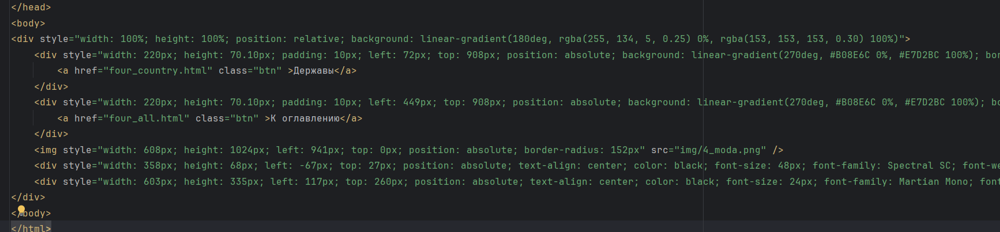 </head>
<body>
<div style="width: 100%; height: 100%; position: relative; background: linear-gradient(180deg, rgba(255, 134, 5, 0.25) 0%, rgba(153, 153, 153, 0.30) 100%)">
<div style="width: 220px; height: 70.10px; padding: 10px; left: 72px; top: 908px; position: absolute; background: linear-gradient(270deg, #B08E6C 0%, #E7D2BC 100%); bor
<a href="four_country.html" class="btn" >Державы</a>
</div>
<div style="width: 220px; height: 70.10px; padding: 10px; left: 449px; top: 908px; position: absolute; background: linear-gradient(270deg, #B08E6C 0%, #E7D2BC 100%); bo
<a href="four_all.html" class="btn" >К оглавлению</a>
</div>
<img style="width: 608px; height: 1024px; left: 941px; top: 0px; position: absolute; border-radius: 152px" src="img/4_moda.png" />
<div style="width: 358px; height: 68px; left: -67px; top: 27px; position: absolute; text-align: center; color: black; font-size: 48px; font-family: Spectral SC; font-we
<div style="width: 603px; height: 335px; left: 117px; top: 260px; position: absolute; text-align: center; color: black; font-size: 24px; font-family: Martian Mono; font
</div>
</body>
</html>